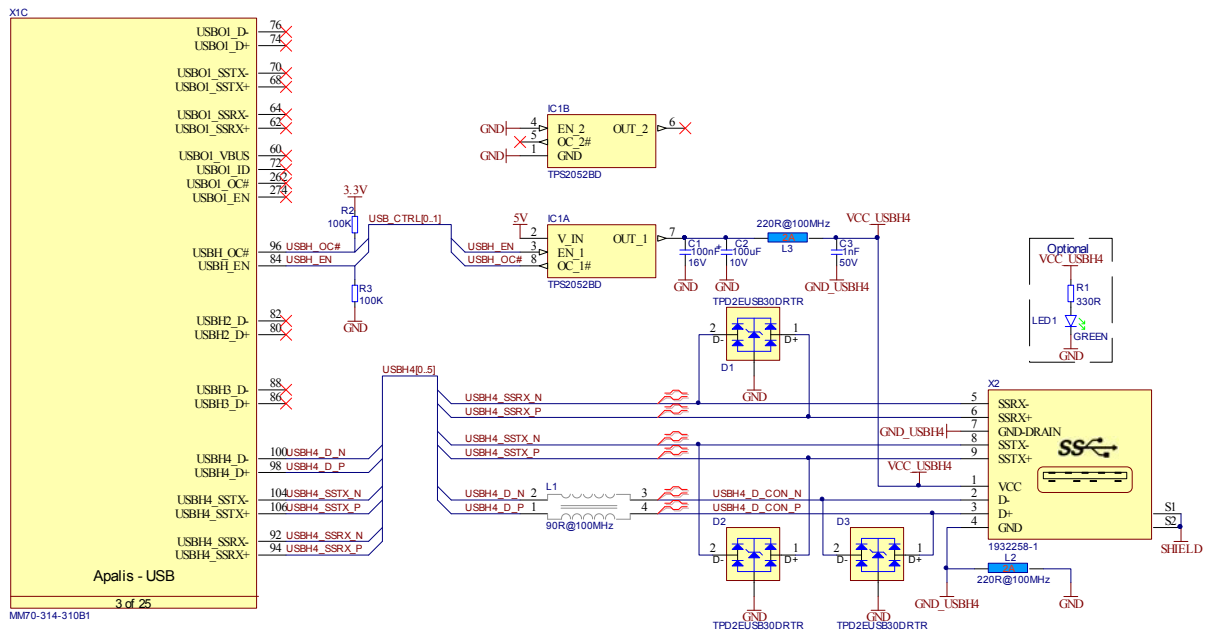 X1C
USBO1_D- 76
USBO1_D+ 74
USBO1_SSTX- 70
USBO1_SSTX+ 68
USBO1_SSRX- 64
USBO1_SSRX+ 62
USBO1_VBUS 60
USBO1_ID 72
USBO1_OC# 262
USBO1_EN 274
USBH_OC# 96 USBH_OC#
USBH_EN 84 USBH_EN
USBH2_D- 82
USBH2_D+ 80
USBH3_D- 88
USBH3_D+ 86
USBH4_D- 100 USBH4_D_N
USBH4_D+ 98 USBH4_D_P
USBH4_SSTX- 104 USBH4_SSTX_N
USBH4_SSTX+ 106 USBH4_SSTX_P
USBH4_SSRX- 92 USBH4_SSRX_N
USBH4_SSRX+ 94 USBH4_SSRX_P
Apalis - USB
3 of 25
MM70-314-310B1
3.3V
R2
100K
USB_CTRL[0..1]
R3
100K
GND
USBH_EN
USBH_OC#
IC1B
GND 4 EN_2 OUT_2 6
5 OC_2#
GND 1 GND
TPS2052BD
5V
IC1A
2 V_IN OUT_1 7
3 EN_1
8 OC_1#
TPS2052BD
C1
100nF
16V
GND
C2
+
100uF
10V
GND
220R@100MHz
2A
L3
C3
1nF
50V
GND_USBH4
VCC_USBH4
Optional
VCC_USBH4
R1
330R
LED1
GREEN
GND
TPD2EUSB30DRTR
2 1
D- D+
D1
GND
USBH4[0..5]
USBH4_SSRX_N
USBH4_SSRX_P
USBH4_SSTX_N
USBH4_SSTX_P
USBH4_D_N 2 L1 3 USBH4_D_CON_N
USBH4_D_P 1 4 USBH4_D_CON_P
90R@100MHz
D2
2 1
D- D+
GND
TPD2EUSB30DRTR
D3
2 1
D- D+
GND
TPD2EUSB30DRTR
X2
5 SSRX-
6 SSRX+
GND_USBH4 7 GND-DRAIN
8 SSTX-
9 SSTX+
VCC_USBH4
1 VCC
2 D-
3 D+
4 GND
SS
S1
S2
SHIELD
1932258-1
L2
2A
220R@100MHz
GND_USBH4
GND